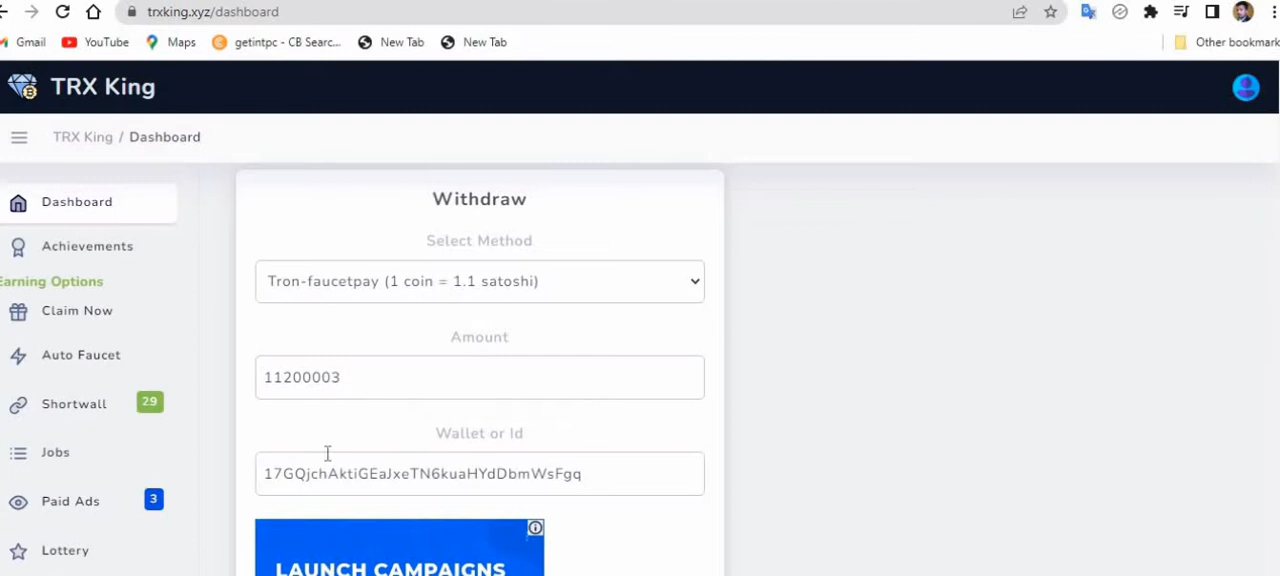 trxking.xyz/dashboard
Gmail YouTube Maps getintpc - CB Searc... New Tab New Tab Other bookmark
TRX King
TRX King / Dashboard
Dashboard
Achievements
Earning Options
Claim Now
Auto Faucet
Shortwall 29
Jobs
Paid Ads 3
Lottery
Withdraw
Select Method
Tron-faucetpay (1 coin = 1.1 satoshi)
Amount
11200003
Wallet or Id
17GQjchAktiGEaJxeTN6kuaHYdDbmWsFgq
LAUNCH CAMPAIGNS